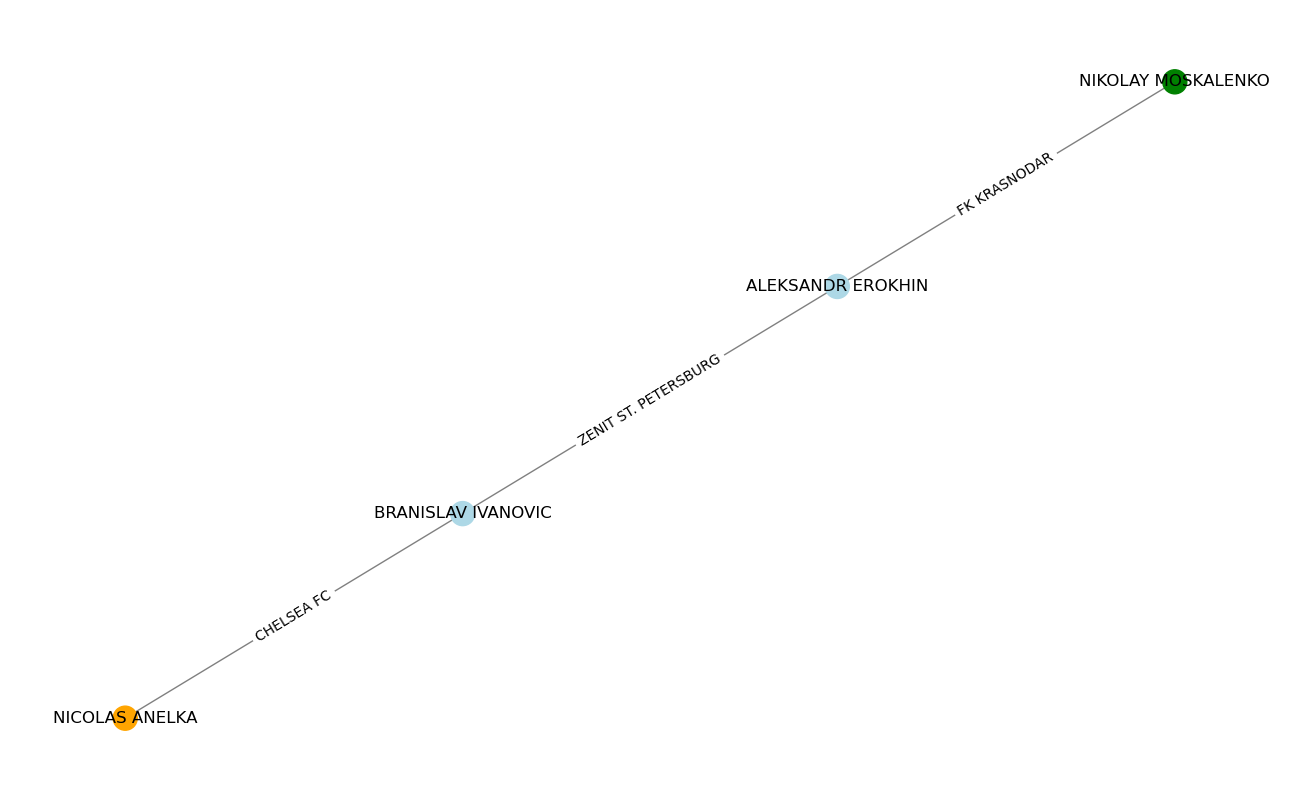 NIKOLAY MOSKALENKO
FK KRASNODAR
ALEKSANDR EROKHIN
ZENIT ST. PETERSBURG
BRANISLAV IVANOVIC
CHELSEA FC
NICOLAS ANELKA